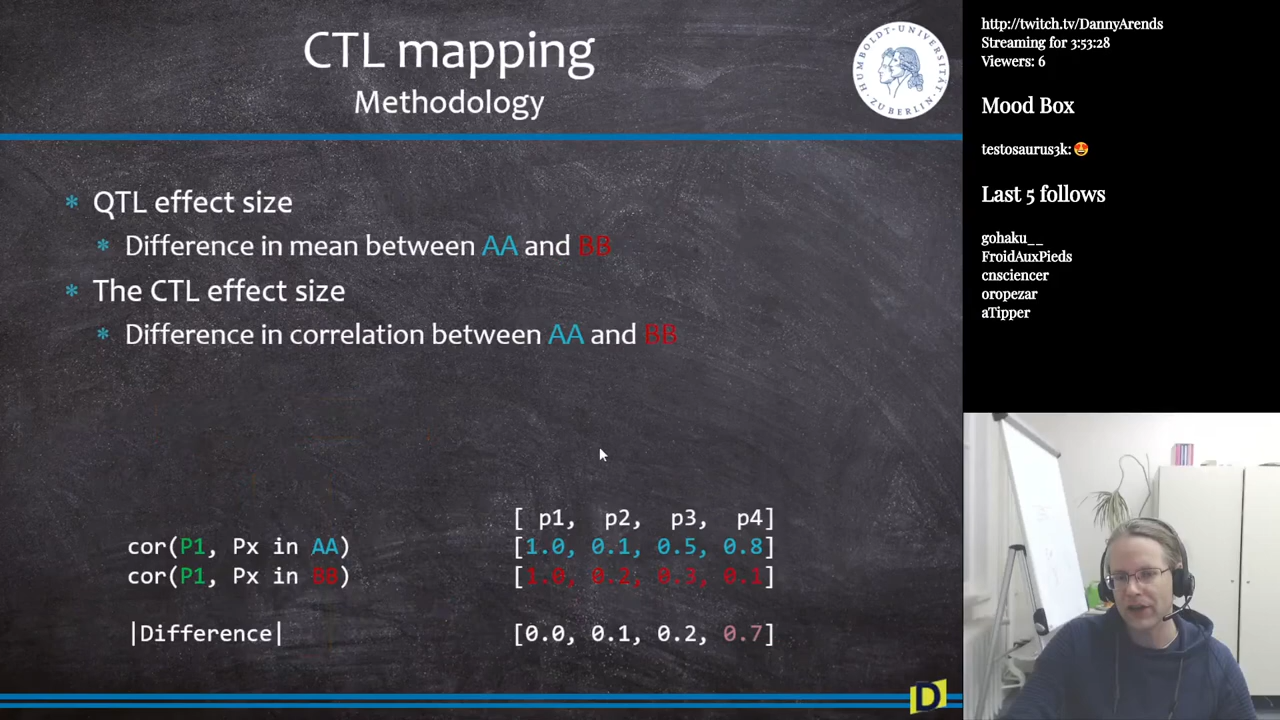 CTL mapping
Methodology
HUMBOLDT-UNIVERSITÄT
ZU BERLIN
* QTL effect size
* Difference in mean between AA and BB
* The CTL effect size
* Difference in correlation between AA and BB
[ p1, p2, p3, p4]
cor(P1, Px in AA) [1.0, 0.1, 0.5, 0.8]
cor(P1, Px in BB) [1.0, 0.2, 0.3, 0.1]
|Difference| [0.0, 0.1, 0.2, 0.7]
D
http://twitch.tv/DannyArends
Streaming for 3:53:28
Viewers: 6
Mood Box
testosaurus3k:🤩
Last 5 follows
gohaku__
FroidAuxPieds
cnsciencer
oropezar
aTipper